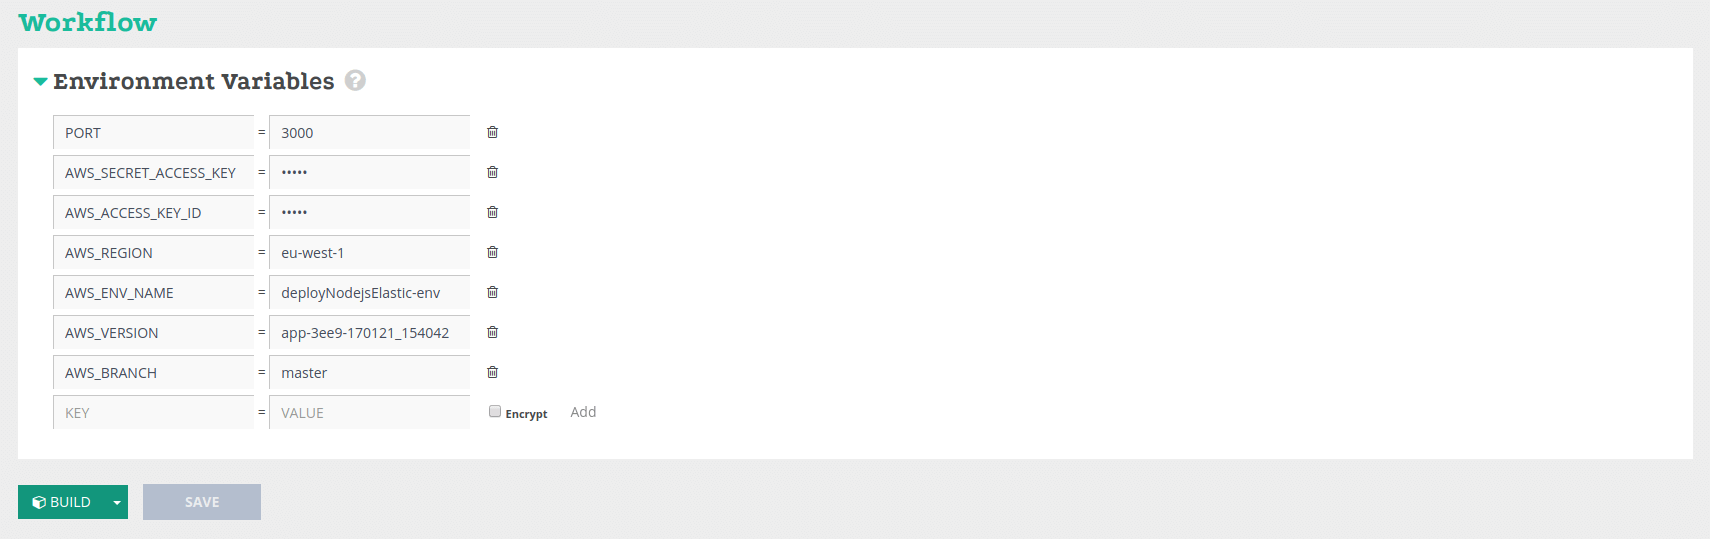 Workflow
Environment Variables ?
PORT = 3000
AWS_SECRET_ACCESS_KEY = •••••
AWS_ACCESS_KEY_ID = •••••
AWS_REGION = eu-west-1
AWS_ENV_NAME = deployNodejsElastic-env
AWS_VERSION = app-3ee9-170121_154042
AWS_BRANCH = master
KEY = VALUE Encrypt Add
BUILD SAVE